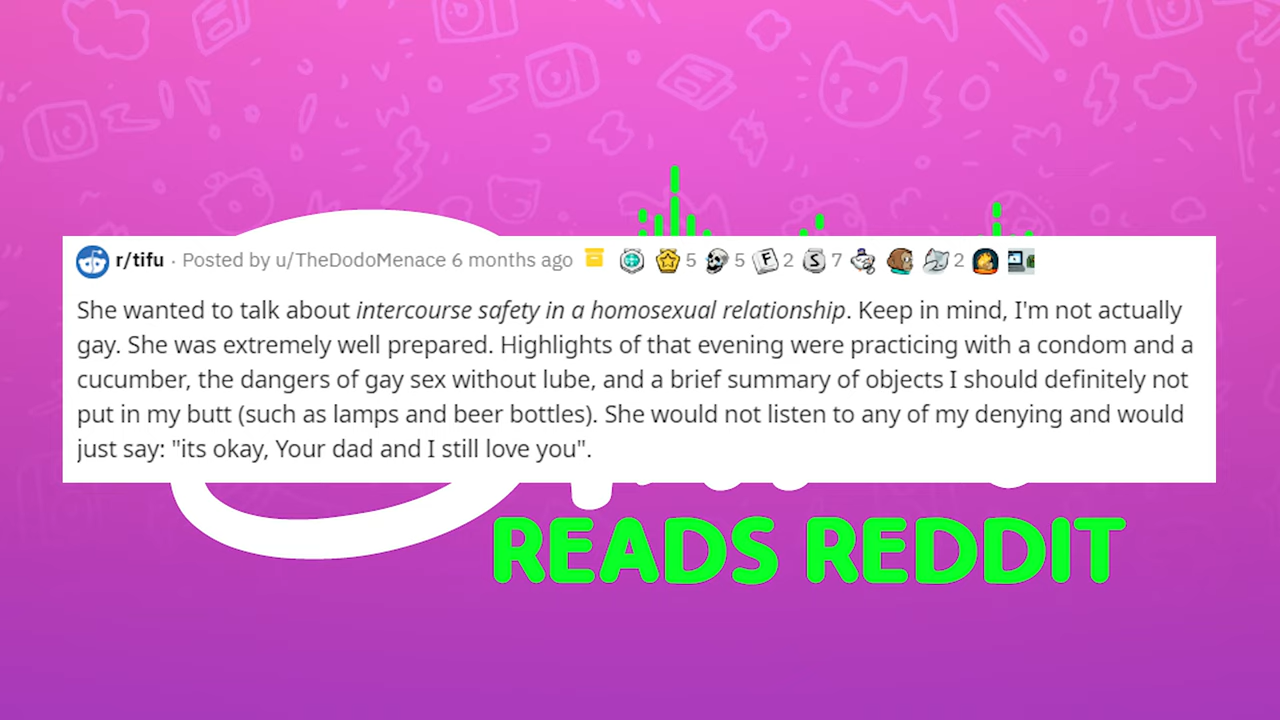 r/tifu · Posted by u/TheDodoMenace 6 months ago 5 5 F 2 S 7 2
She wanted to talk about intercourse safety in a homosexual relationship. Keep in mind, I'm not actually
gay. She was extremely well prepared. Highlights of that evening were practicing with a condom and a
cucumber, the dangers of gay sex without lube, and a brief summary of objects I should definitely not
put in my butt (such as lamps and beer bottles). She would not listen to any of my denying and would
just say: "its okay, Your dad and I still love you".
READS REDDIT